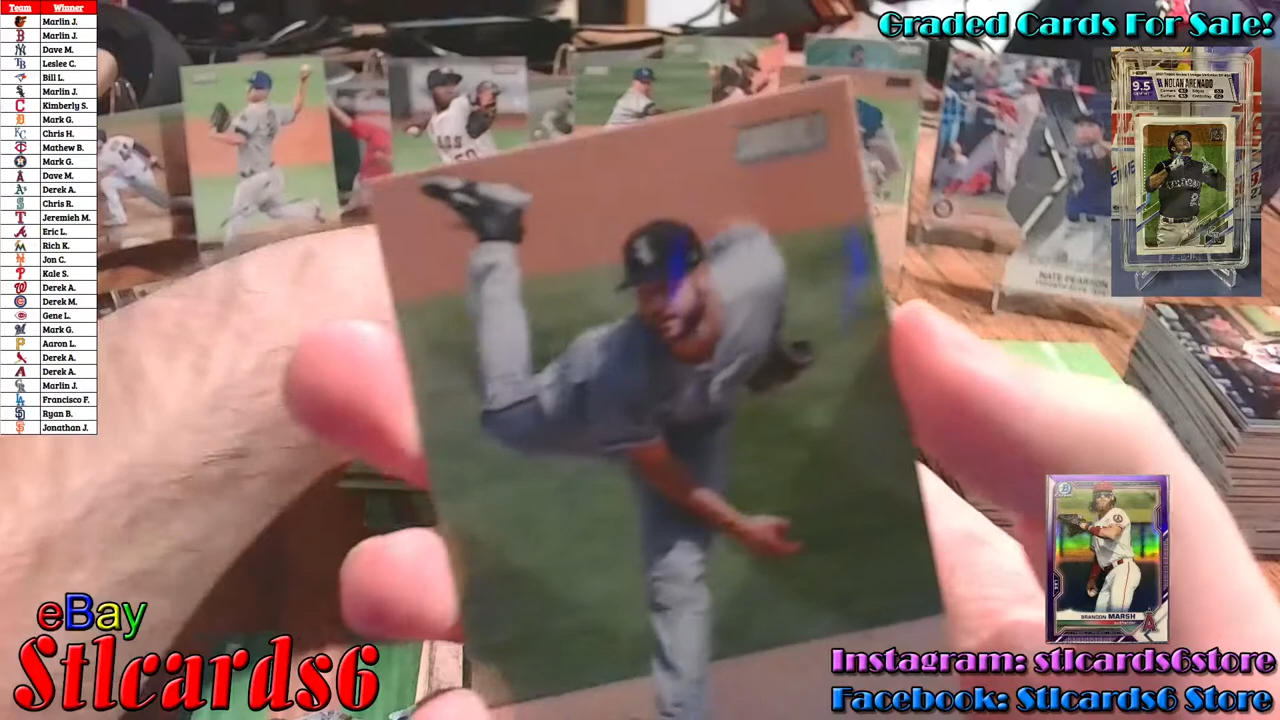 Team Winner
Marlin J.
Marlin J.
Dave M.
Leslee C.
Bill L.
Marlin J.
Kimberly S.
Mark G.
Chris H.
Mathew B.
Mark G.
Dave M.
Derek A.
Chris R.
Jeremieh M.
Eric L.
Rich K.
Jon C.
Kale S.
Derek A.
Derek M.
Gene L.
Mark G.
Aaron L.
Derek A.
Derek A.
Marlin J.
Francisco F.
Ryan B.
Jonathan J.
Graded Cards For Sale!
9.5
NOLAN ARENADO
NATE PEARSON
BRANDON MARSH
eBay
Stlcards6
Instagram: stlcards6store
Facebook: Stlcards6 Store